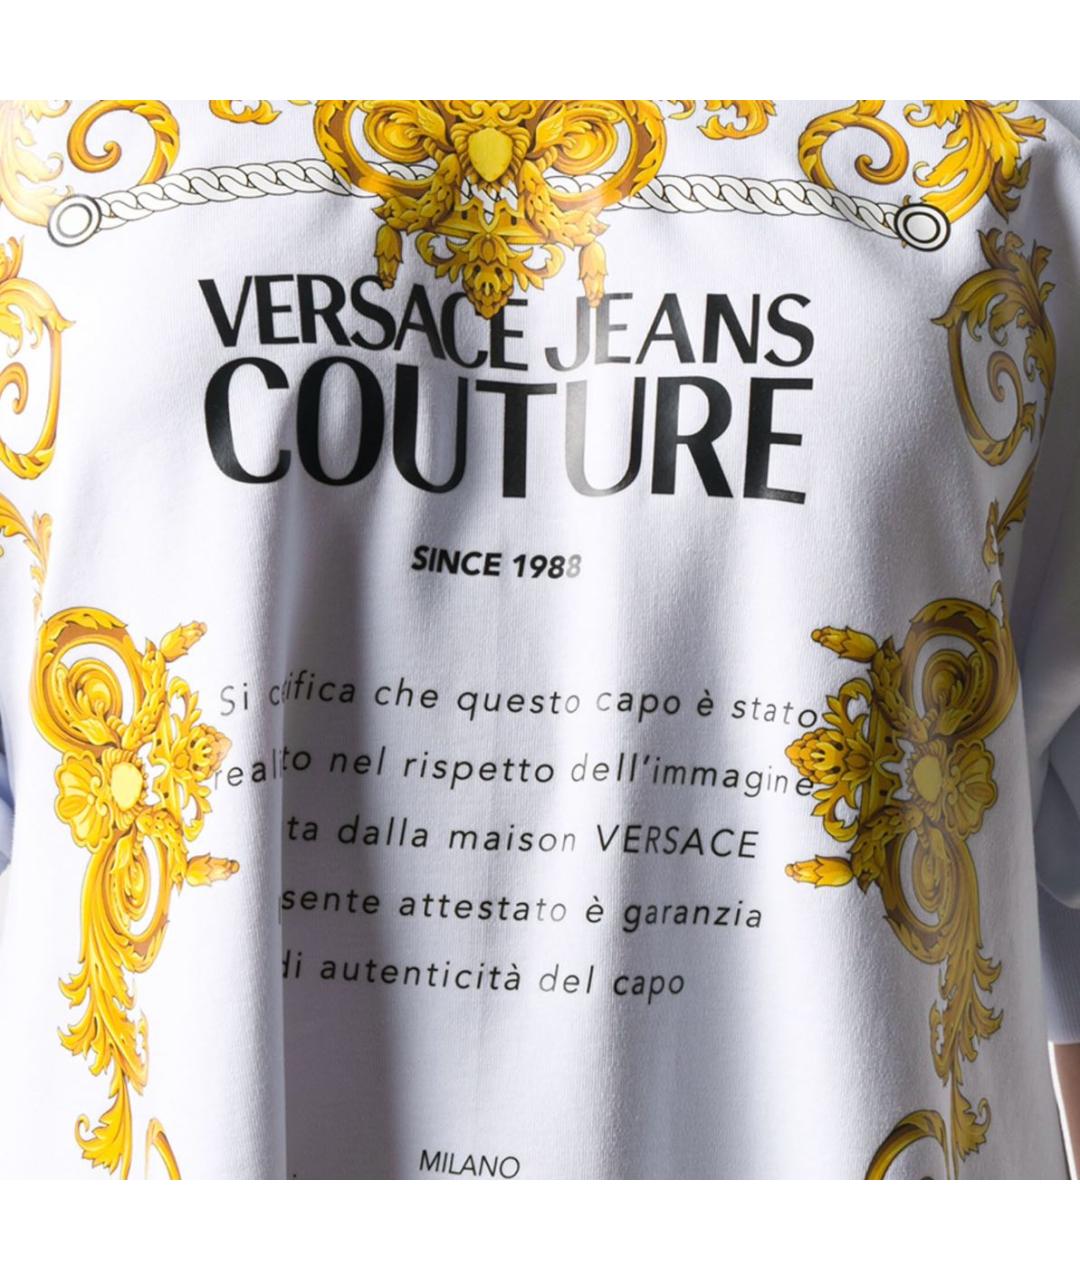 VERSACE JEANS
COUTURE
SINCE 1988
Si che questo capo è stato
nel rispetto dell'immagine
dalla maison VERSACE
attestato è garanzia
di autenticità del capo
MILANO